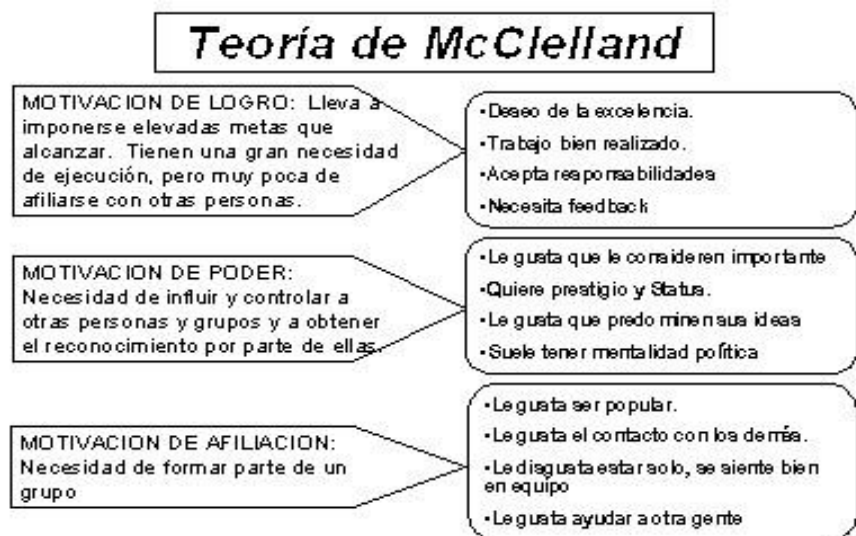 Teoría de McClelland
MOTIVACION DE LOGRO: Lleva a
imponerse elevadas metas que
alcanzar. Tienen una gran necesidad
de ejecución, pero muy poca de
afiliarse con otras personas.
•Deseo de la excelencia.
•Trabajo bien realizado.
•Acepta responsabilidades
•Necesita feedback
MOTIVACION DE PODER:
Necesidad de influir y controlar a
otras personas y grupos y a obtener
el reconocimiento por parte de ellas.
•Le gusta que le consideren importante
•Quiere prestigio y Status.
•Le gusta que predominen sus ideas
•Suele tener mentalidad política
MOTIVACION DE AFILIACION:
Necesidad de formar parte de un
grupo
•Le gusta ser popular.
•Le gusta el contacto con los demás.
•Le disgusta estar solo, se siente bien
en equipo
•Le gusta ayudar a otra gente